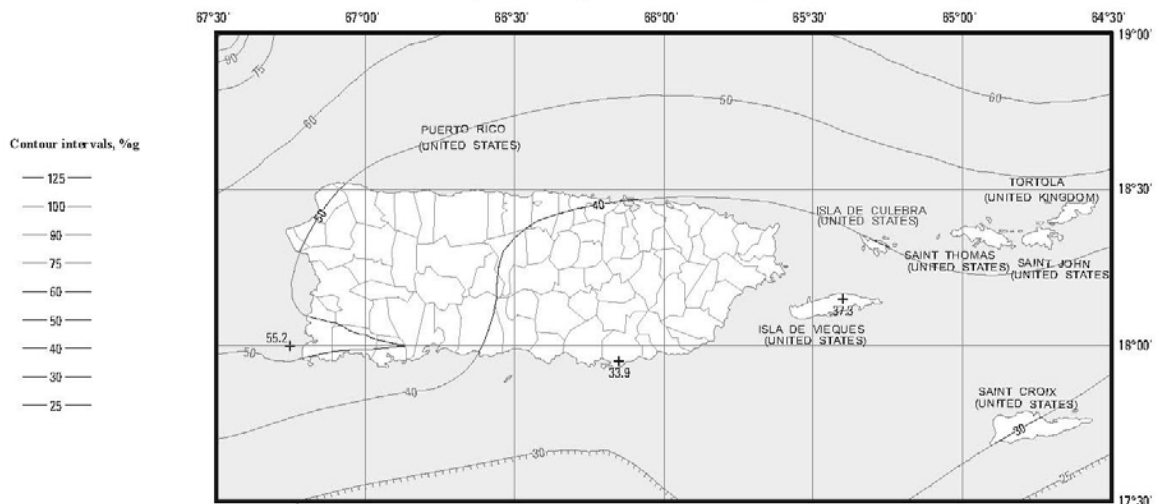 67°30' 67°00' 66°30' 66°00' 65°30' 65°00' 64°30'
19°00'
90
75
60
50
60
PUERTO RICO
(UNITED STATES)
Contour intervals, %g
125
100
90
75
60
50
40
30
25
18°30'
TORTOLA
(UNITED KINGDOM)
50
40
ISLA DE CULEBRA
(UNITED STATES)
SAINT THOMAS
(UNITED STATES)
SAINT JOHN
(UNITED STATES
37.3
ISLA DE VIEQUES
(UNITED STATES)
55.2
50
18°00'
33.9
40
SAINT CROIX
(UNITED STATES)
30
30
25
17°30'